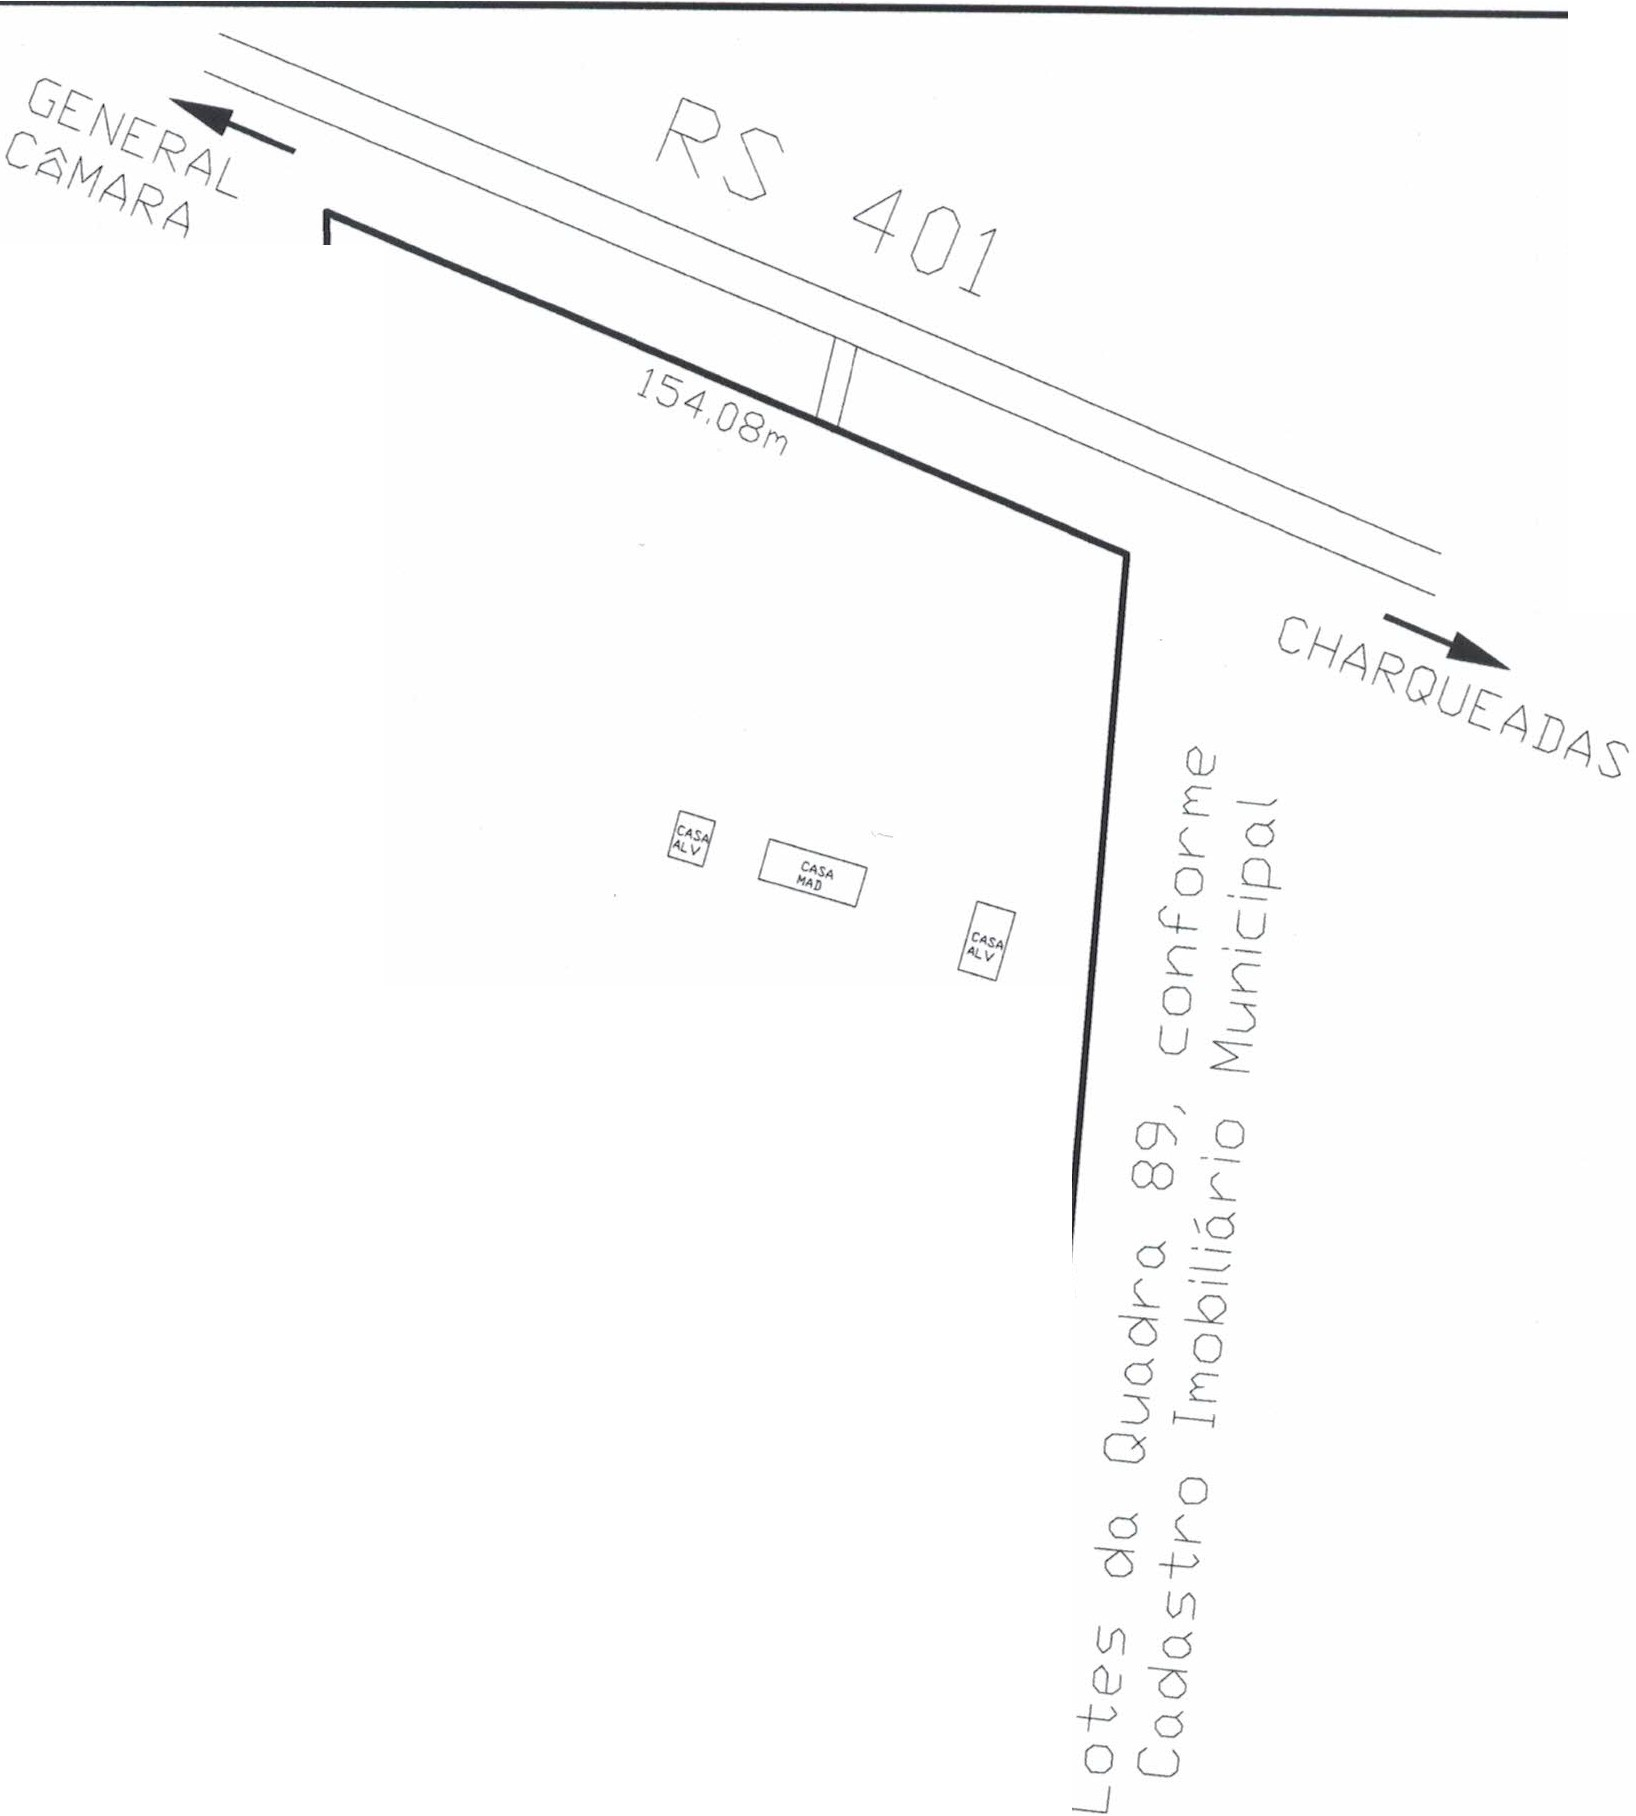 GENERAL
CÂMARA
RS 401
154.08m
CHARQUEADAS
CASA
ALV
CASA
MAD
CASA
ALV
Lotes da Quadra 89, conforme
Cadastro Imobiliário Municipal